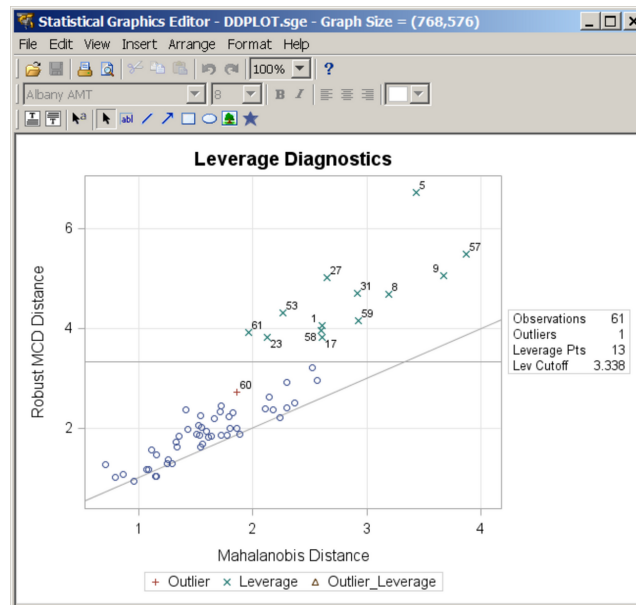 Statistical Graphics Editor - DDPLOT.sge - Graph Size = (768,576)
File Edit View Insert Arrange Format Help
100% ?
Albany AMT 8 B I
a abl
Leverage Diagnostics
5
6
57
27
9
31
8
53
59
1
61
4
58
17
23
Observations 61
Outliers 1
Leverage Pts 13
Lev Cutoff 3.338
Robust MCD Distance
60
2
1 2 3 4
Mahalanobis Distance
+ Outlier × Leverage △ Outlier_Leverage